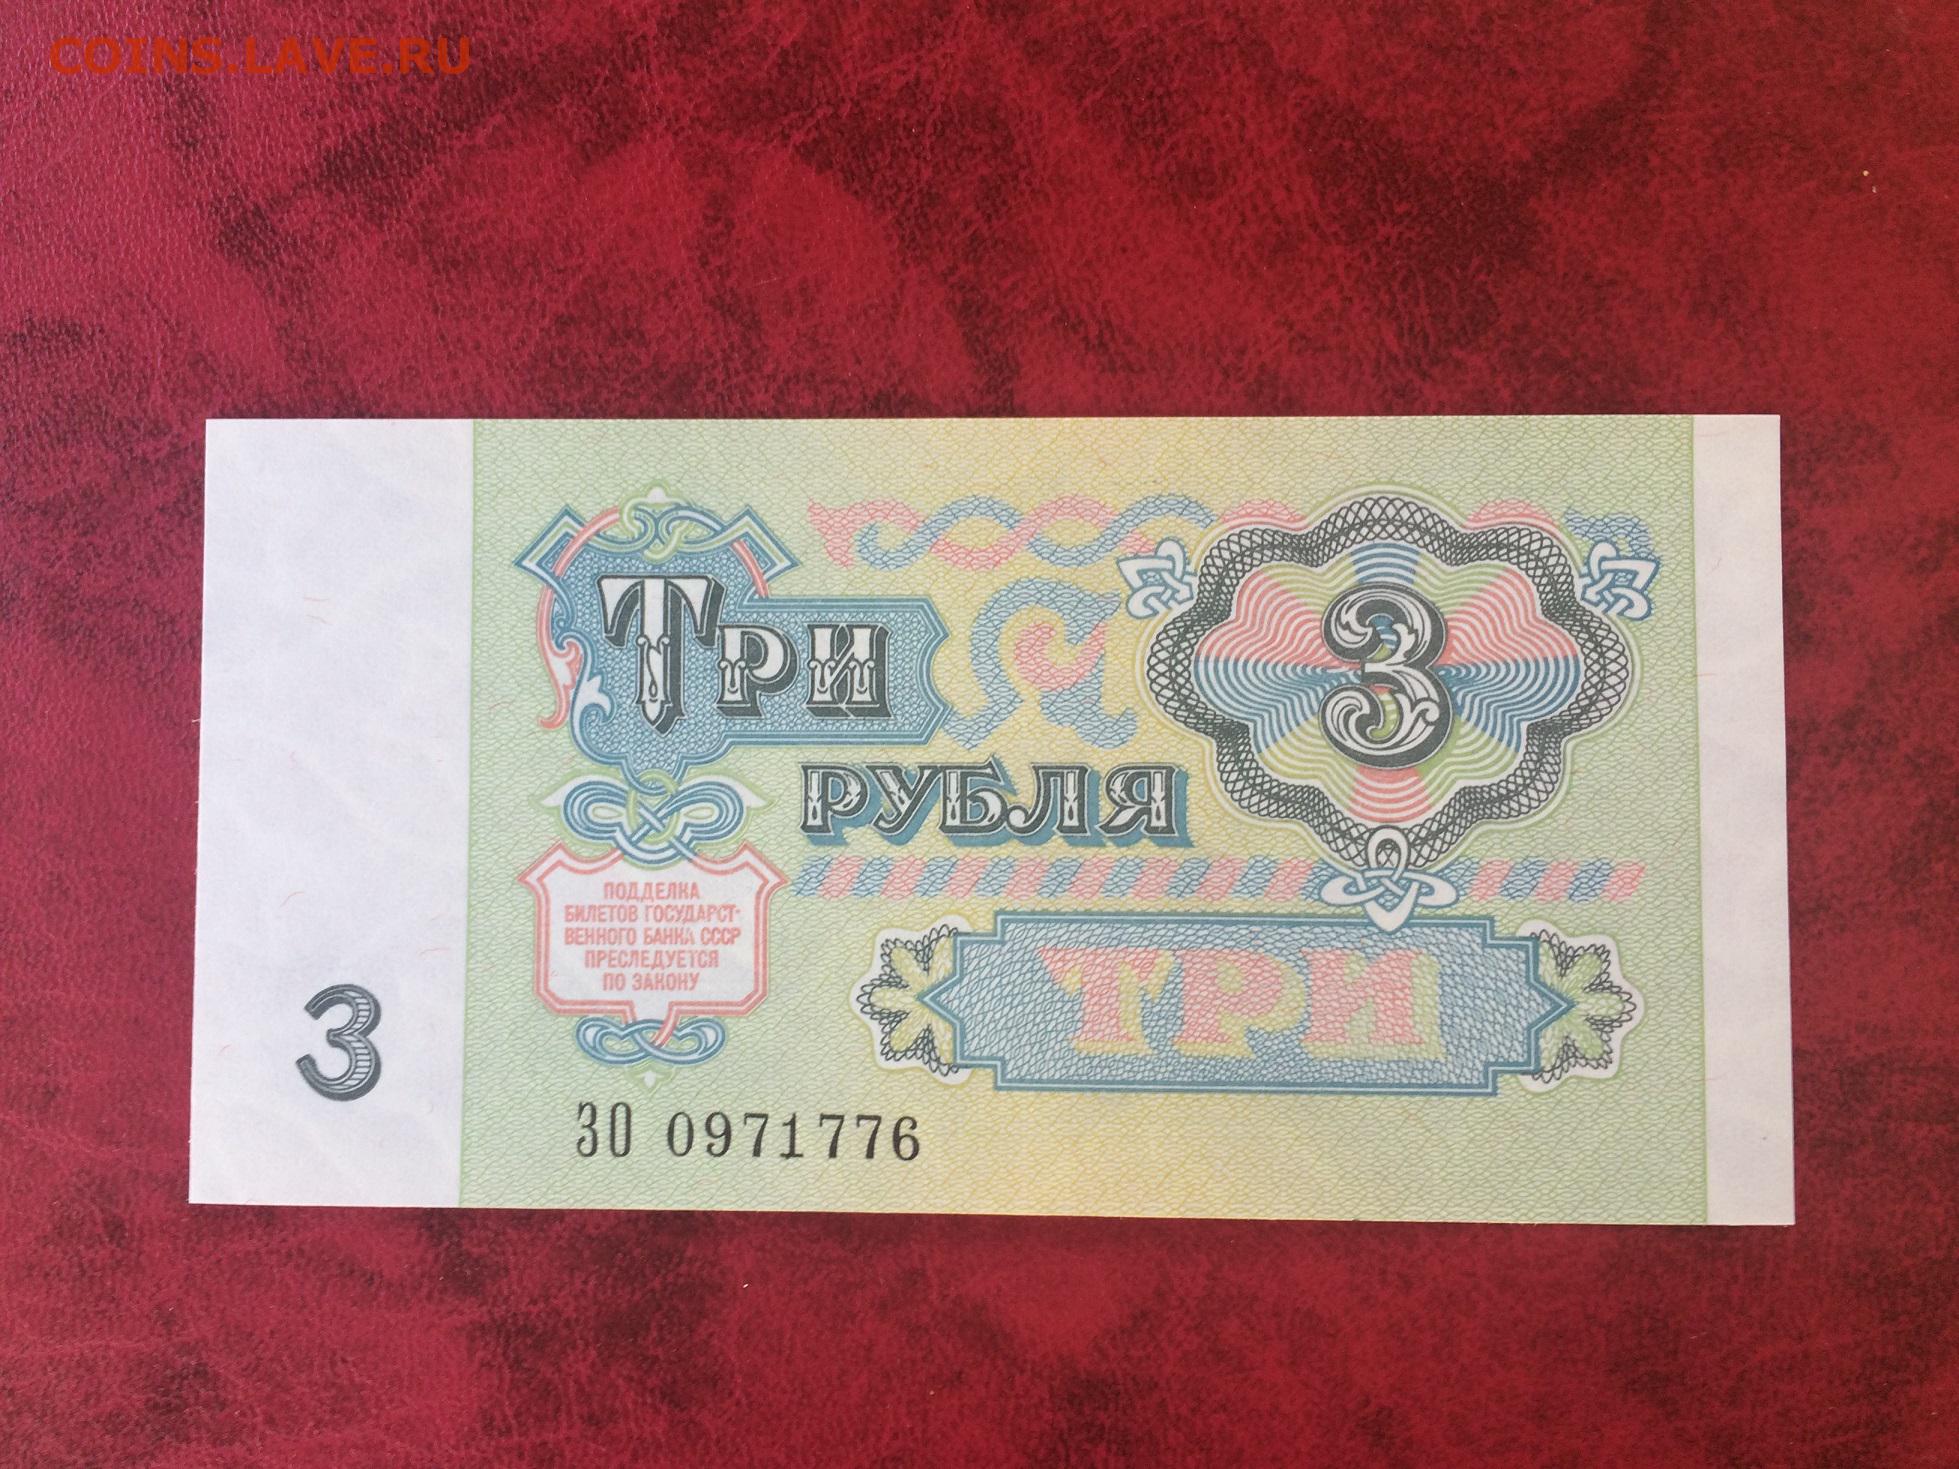 COINS.LAVE.RU
ТРИ
РУБЛЯ
3
ПОДДЕЛКА
БИЛЕТОВ ГОСУДАРСТ-
ВЕННОГО БАНКА СССР
ПРЕСЛЕДУЕТСЯ
ПО ЗАКОНУ
ТРИ
3
ЗО 0971776